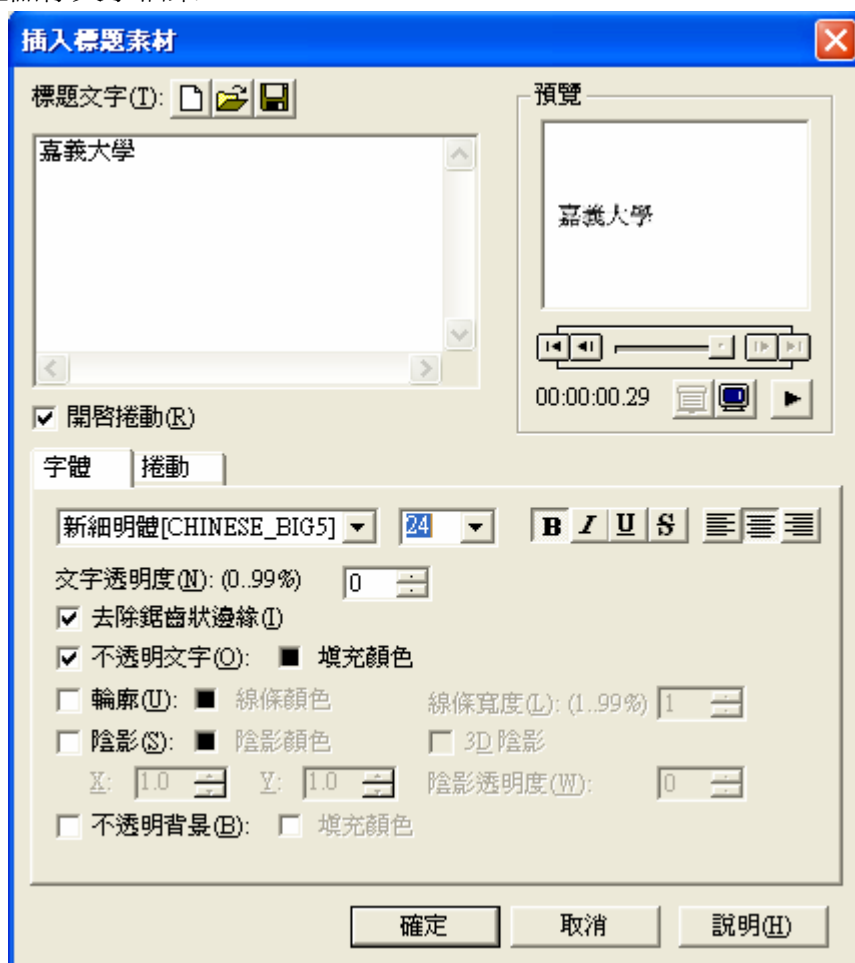 插入標題素材
標題文字(T):
嘉義大學
預覽
嘉義大學
00:00:00.29
開啓捲動(R)
字體
捲動
新細明體[CHINESE_BIG5]
24
B I U S
文字透明度(N): (0..99%) 0
去除鋸齒狀邊緣(I)
不透明文字(O): 填充顏色
輪廓(U): 線條顏色 線條寬度(L): (1..99%) 1
陰影(S): 陰影顏色 3D 陰影
X: 1.0 Y: 1.0 陰影透明度(W): 0
不透明背景(B): 填充顏色
確定 取消 說明(H)